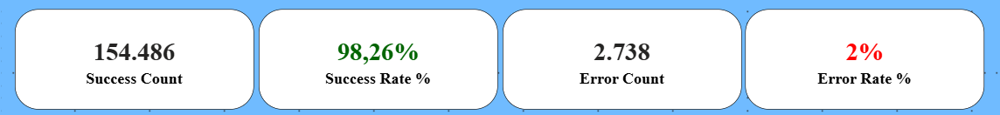 154.486
Success Count
98,26%
Success Rate %
2.738
Error Count
2%
Error Rate %